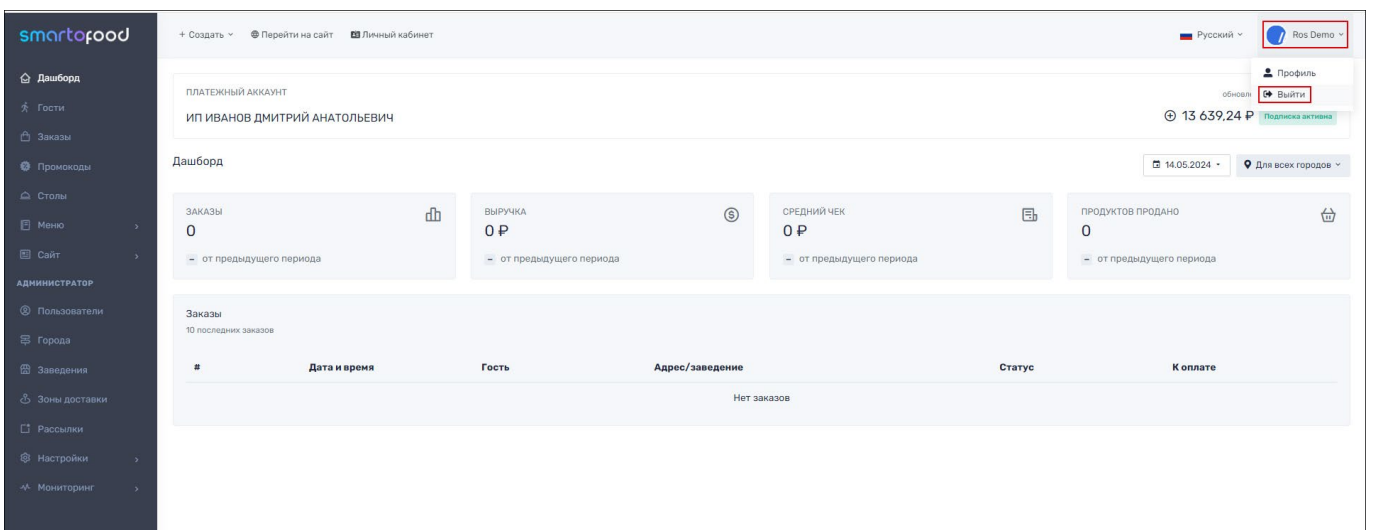 smartofood
+ Создать
Перейти на сайт
Личный кабинет
Русский
Ros Demo
Профиль
Выйти
Дашборд
Гости
Заказы
Промокоды
Столы
Меню
Сайт
АДМИНИСТРАТОР
Пользователи
Города
Заведения
Зоны доставки
Рассылки
Настройки
Мониторинг
ПЛАТЕЖНЫЙ АККАУНТ
ИП ИВАНОВ ДМИТРИЙ АНАТОЛЬЕВИЧ
13 639,24 ₽
Подписка активна
Дашборд
14.05.2024
Для всех городов
ЗАКАЗЫ
0
– от предыдущего периода
ВЫРУЧКА
0 ₽
– от предыдущего периода
СРЕДНИЙ ЧЕК
0 ₽
– от предыдущего периода
ПРОДУКТОВ ПРОДАНО
0
– от предыдущего периода
Заказы
10 последних заказов
# Дата и время Гость Адрес/заведение Статус К оплате
Нет заказов